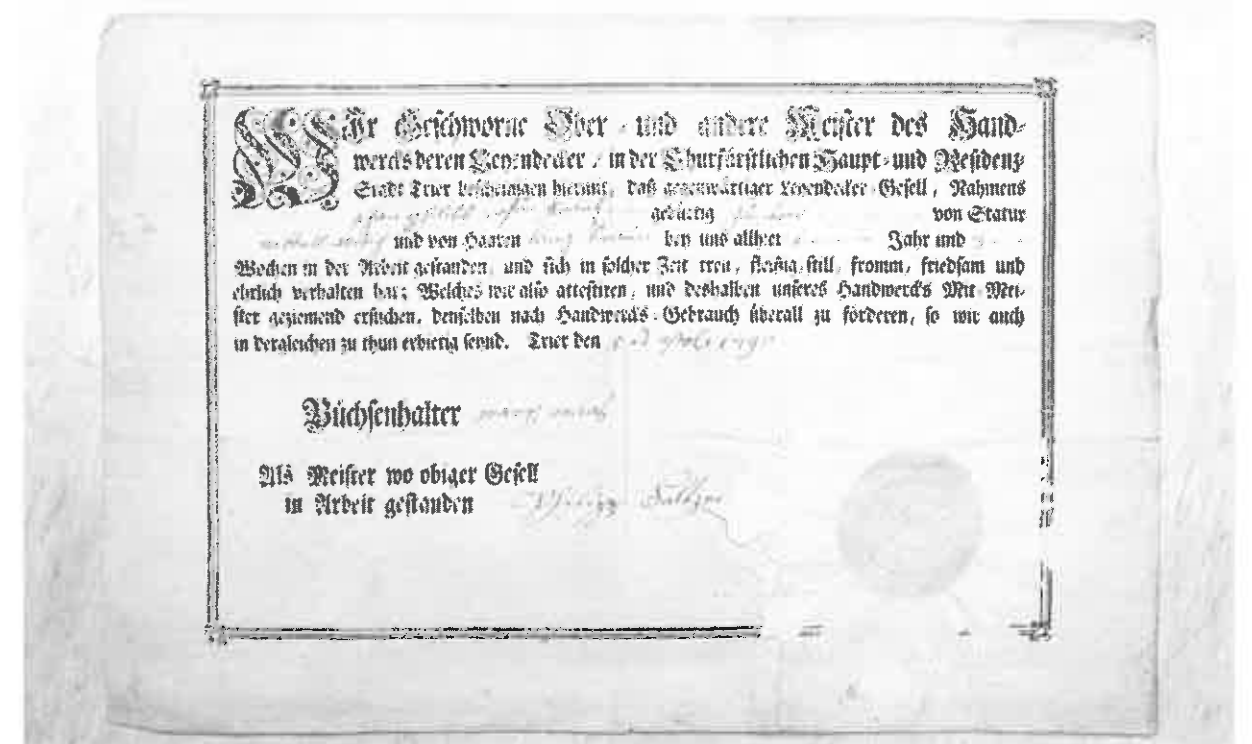 WIr Geschworne Ober- und andere Meister des Hand-
wercks deren Leyendecker, in der Churfürstlichen Haupt- und Residenz-
Stadt Trier bescheinigen hiermit, daß gegenwärtiger Leyendecker-Gesell, Nahmens
gebürtig von Statur
und von Haaren bey uns allhier Jahr und
Wochen in der Arbeit gestanden, und sich in solcher Zeit treu, fleißig, still, fromm, friedsam und
ehrlich verhalten hat; Welches wir also attestiren, und deshalben unseres Handwercks Mit-Mei-
ster geziemend ersuchen, denselben nach Handwercks-Gebrauch überall zu förderen, so wir auch
in dergleichen zu thun erbietig seynd. Trier den
Büchsenhalter
Als Meister wo obiger Gesell
in Arbeit gestanden